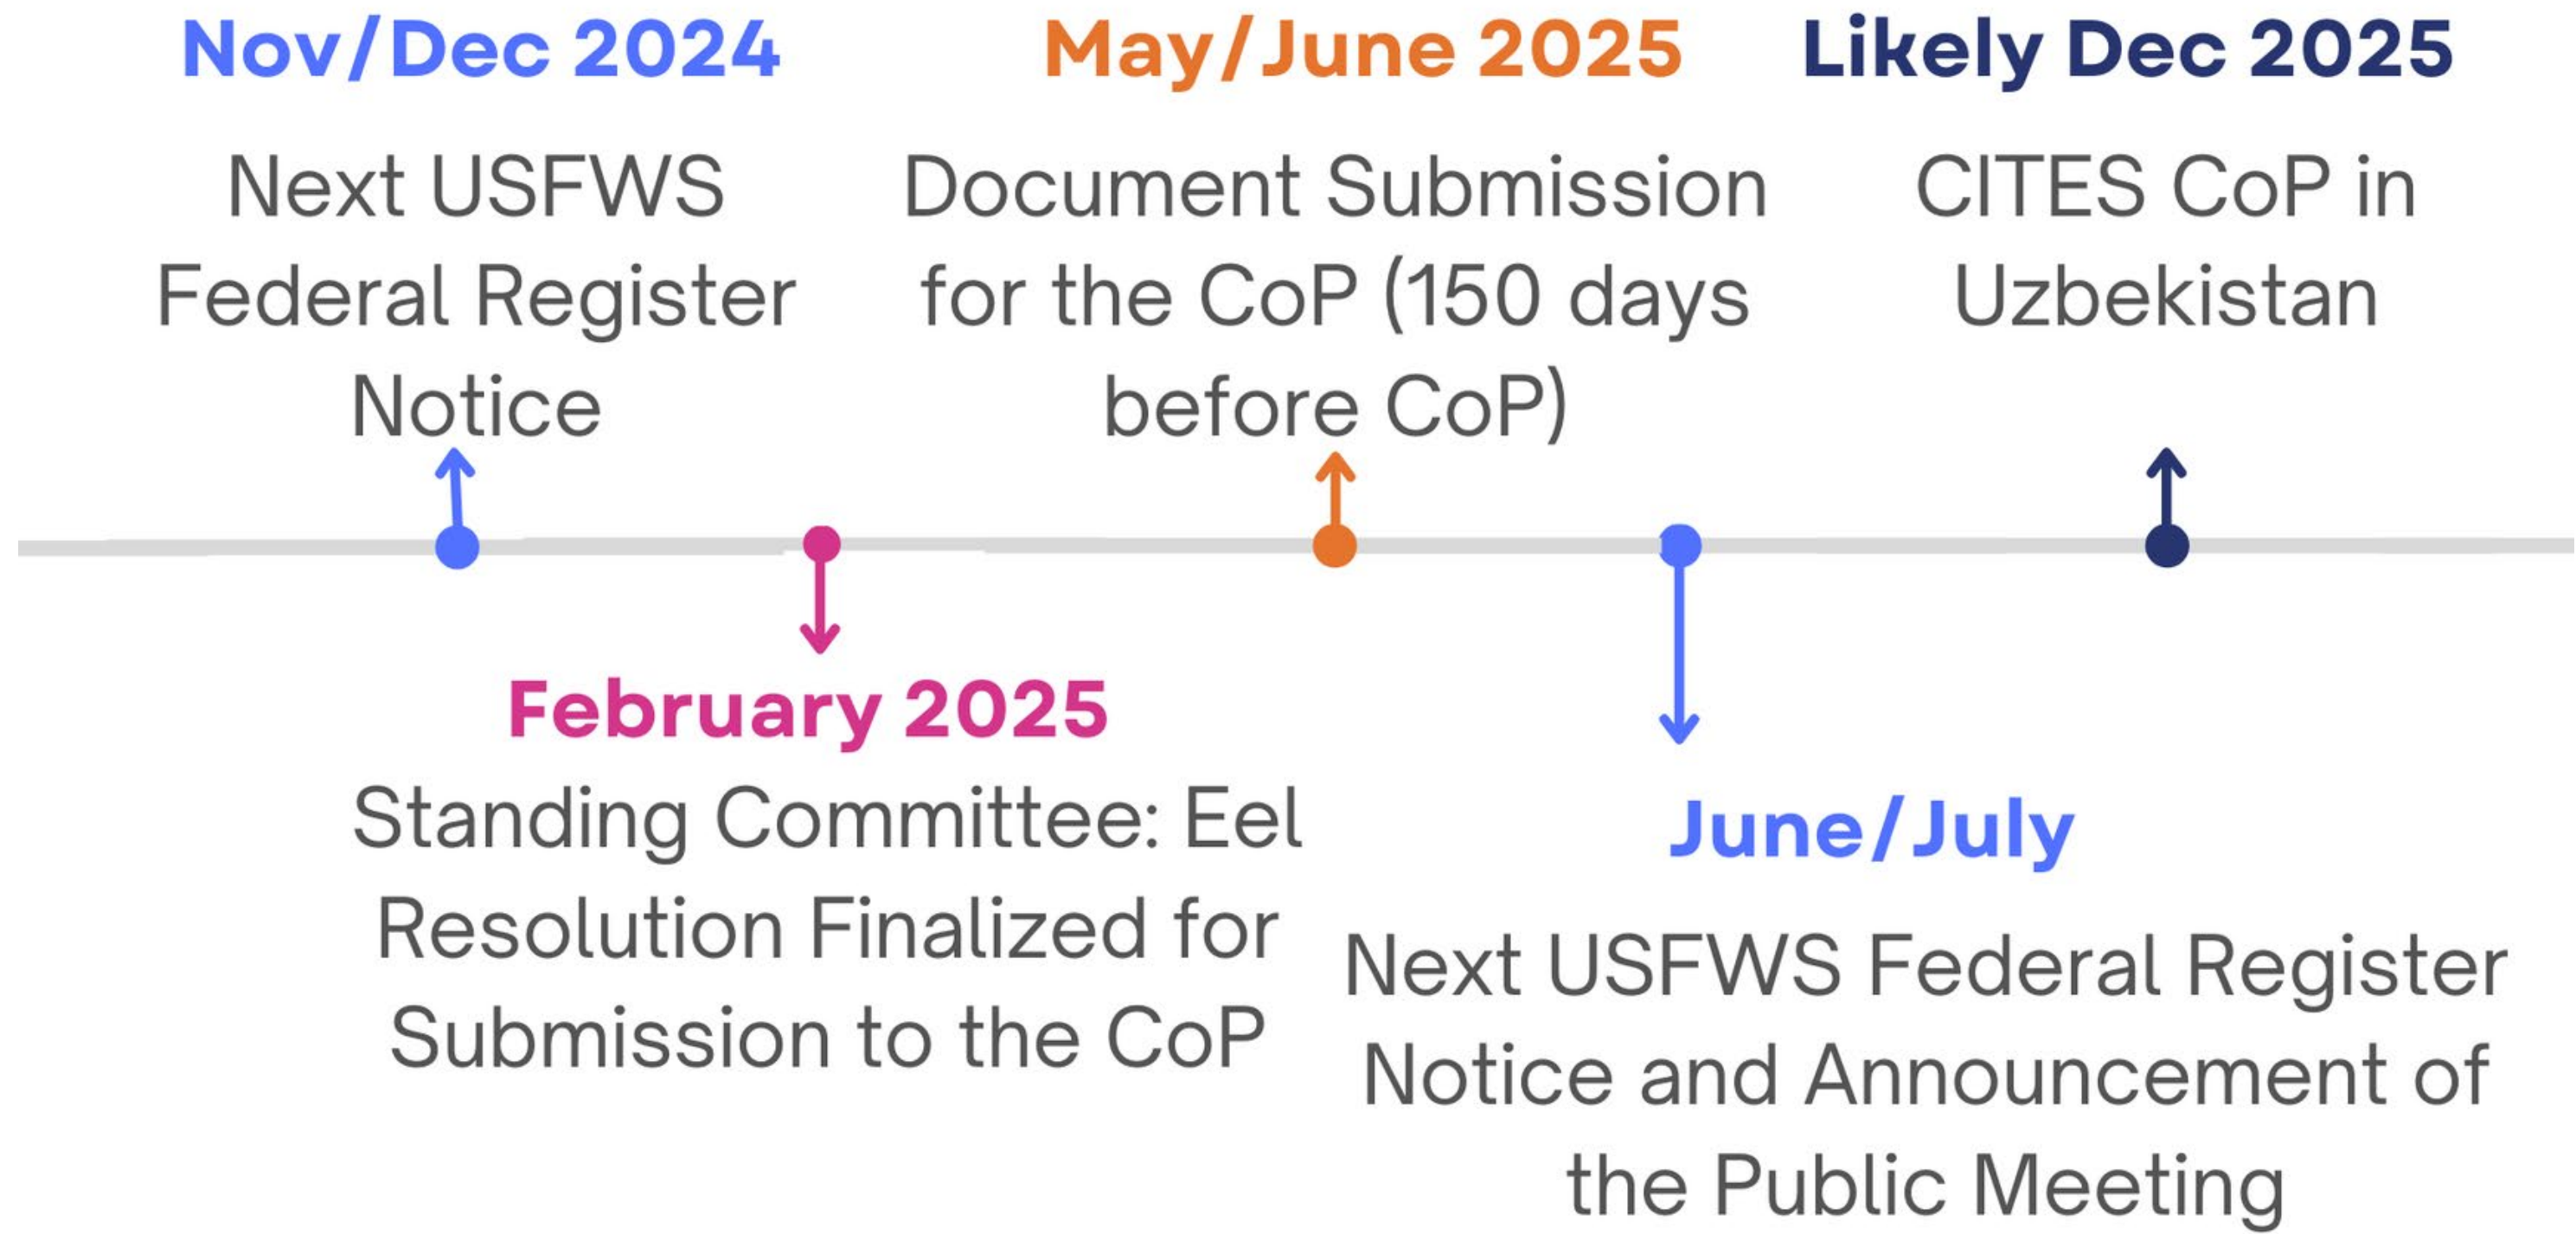 Nov/Dec 2024
Next USFWS
Federal Register
Notice
February 2025
Standing Committee: Eel
Resolution Finalized for
Submission to the CoP
May/June 2025
Document Submission
for the CoP (150 days
before CoP)
June/July
Next USFWS Federal Register
Notice and Announcement of
the Public Meeting
Likely Dec 2025
CITES CoP in
Uzbekistan